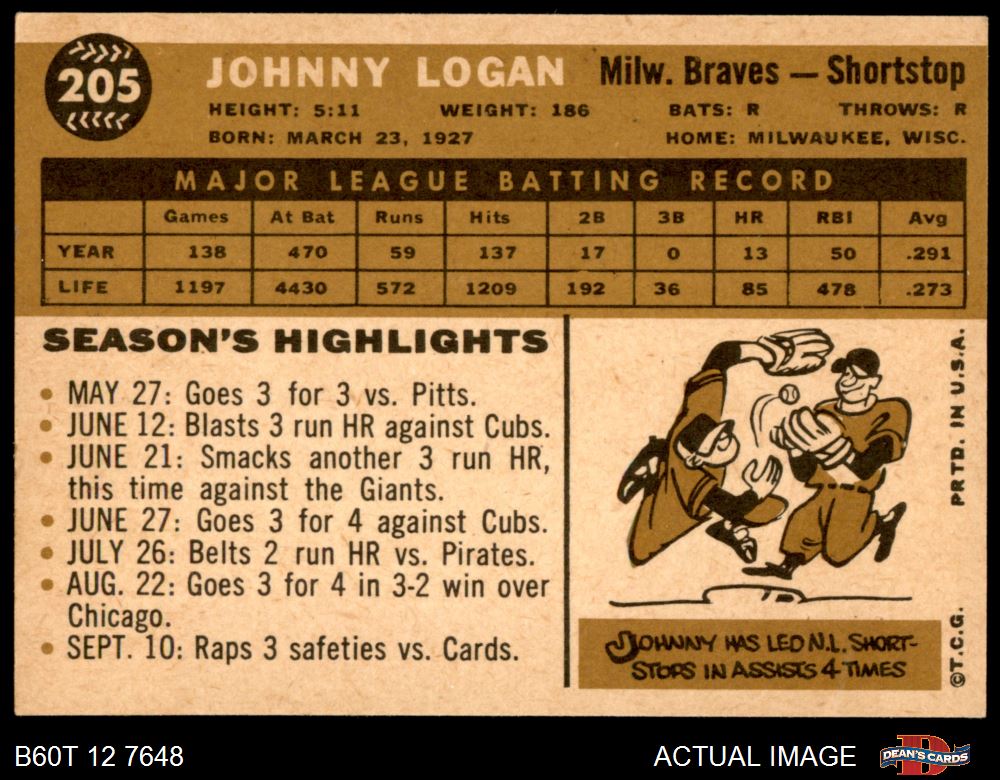 205
JOHNNY LOGAN Milw. Braves — Shortstop
HEIGHT: 5:11 WEIGHT: 186 BATS: R THROWS: R
BORN: MARCH 23, 1927 HOME: MILWAUKEE, WISC.
MAJOR LEAGUE BATTING RECORD
Games At Bat Runs Hits 2B 3B HR RBI Avg
YEAR 138 470 59 137 17 0 13 50 .291
LIFE 1197 4430 572 1209 192 36 85 478 .273
SEASON'S HIGHLIGHTS
• MAY 27: Goes 3 for 3 vs. Pitts.
• JUNE 12: Blasts 3 run HR against Cubs.
• JUNE 21: Smacks another 3 run HR,
this time against the Giants.
• JUNE 27: Goes 3 for 4 against Cubs.
• JULY 26: Belts 2 run HR vs. Pirates.
• AUG. 22: Goes 3 for 4 in 3-2 win over
Chicago.
• SEPT. 10: Raps 3 safeties vs. Cards.
JOHNNY HAS LED N.L. SHORT-
STOPS IN ASSISTS 4 TIMES
©T.C.G. PRTD. IN U.S.A.
B60T 12 7648 ACTUAL IMAGE DEAN'S CARDS